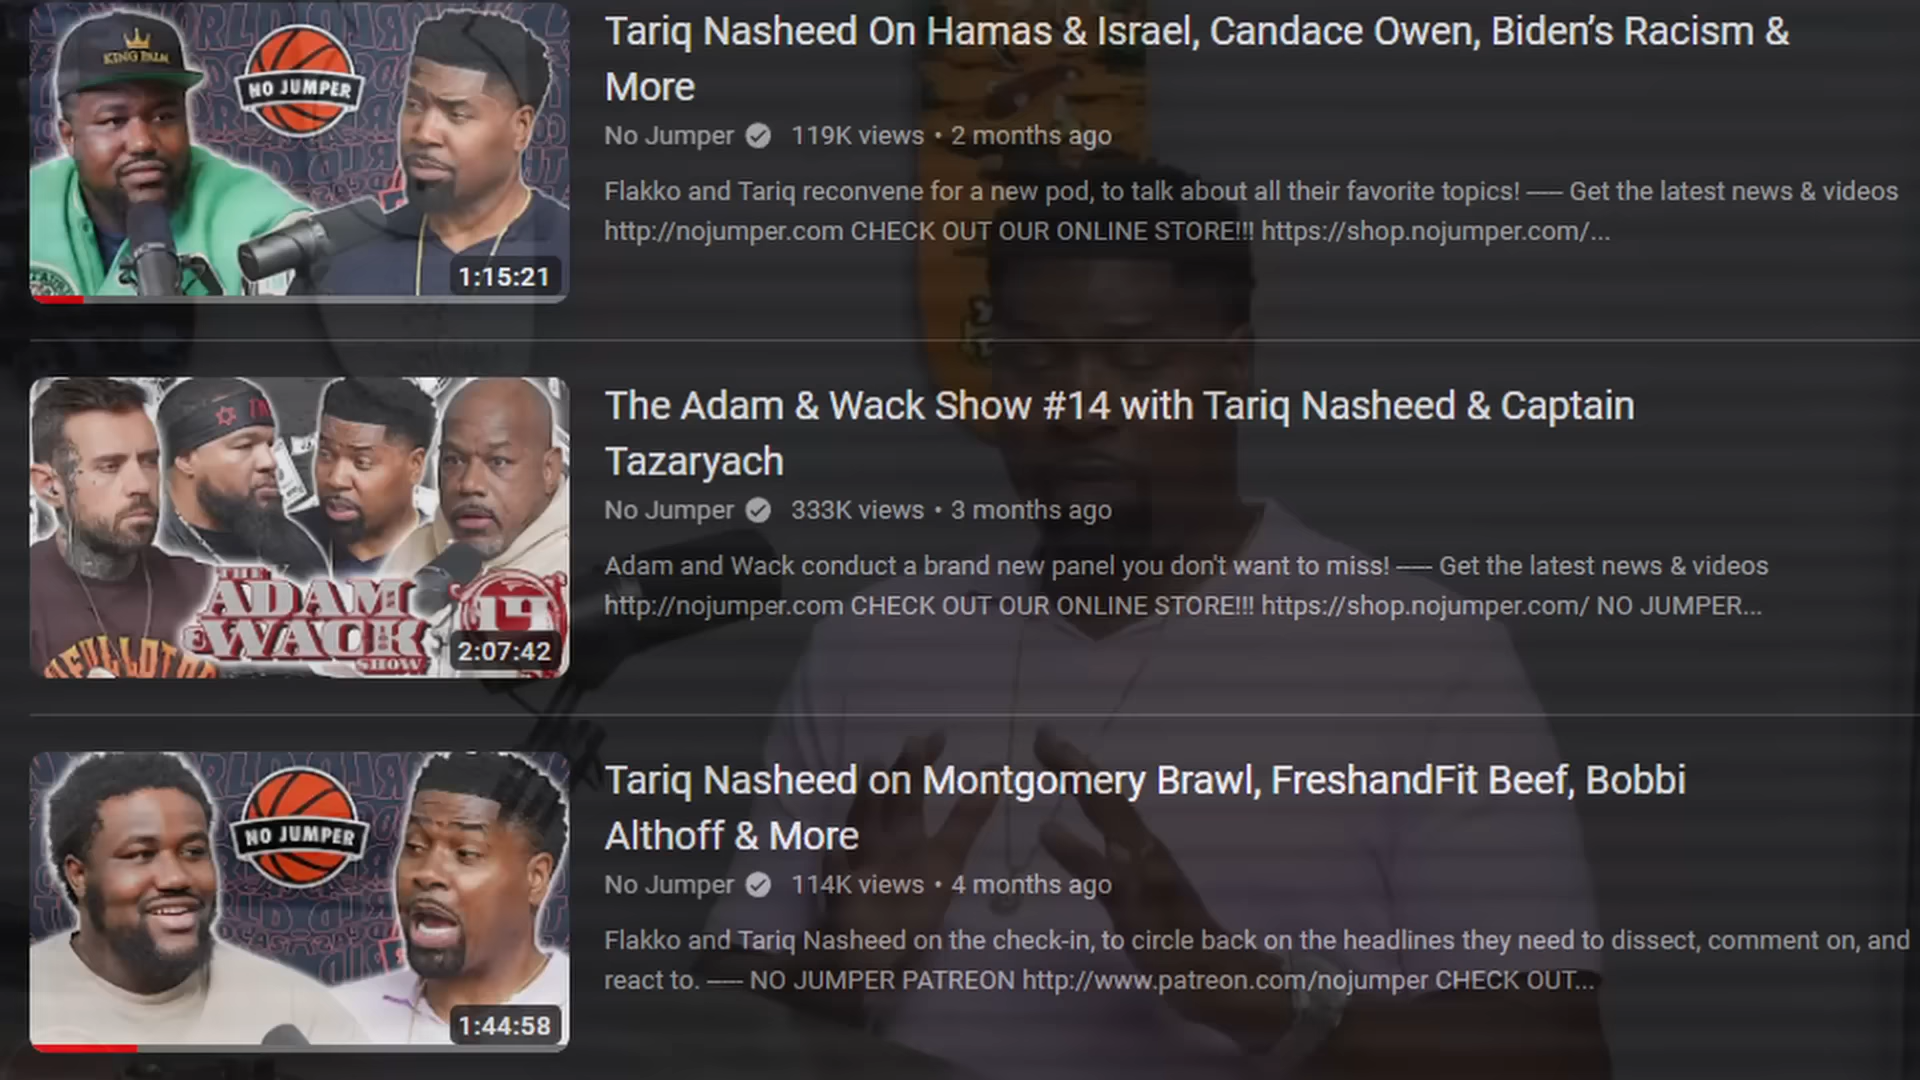 KING PALM
NO JUMPER
1:15:21
Tariq Nasheed On Hamas & Israel, Candace Owen, Biden’s Racism &
More
No Jumper 119K views • 2 months ago
Flakko and Tariq reconvene for a new pod, to talk about all their favorite topics! ----- Get the latest news & videos
http://nojumper.com CHECK OUT OUR ONLINE STORE!!! https://shop.nojumper.com/...
THE
ADAM
& WACK
SHOW
14
2:07:42
The Adam & Wack Show #14 with Tariq Nasheed & Captain
Tazaryach
No Jumper 333K views • 3 months ago
Adam and Wack conduct a brand new panel you don't want to miss! ----- Get the latest news & videos
http://nojumper.com CHECK OUT OUR ONLINE STORE!!! https://shop.nojumper.com/ NO JUMPER...
NO JUMPER
1:44:58
Tariq Nasheed on Montgomery Brawl, FreshandFit Beef, Bobbi
Althoff & More
No Jumper 114K views • 4 months ago
Flakko and Tariq Nasheed on the check-in, to circle back on the headlines they need to dissect, comment on, and
react to. ----- NO JUMPER PATREON http://www.patreon.com/nojumper CHECK OUT...